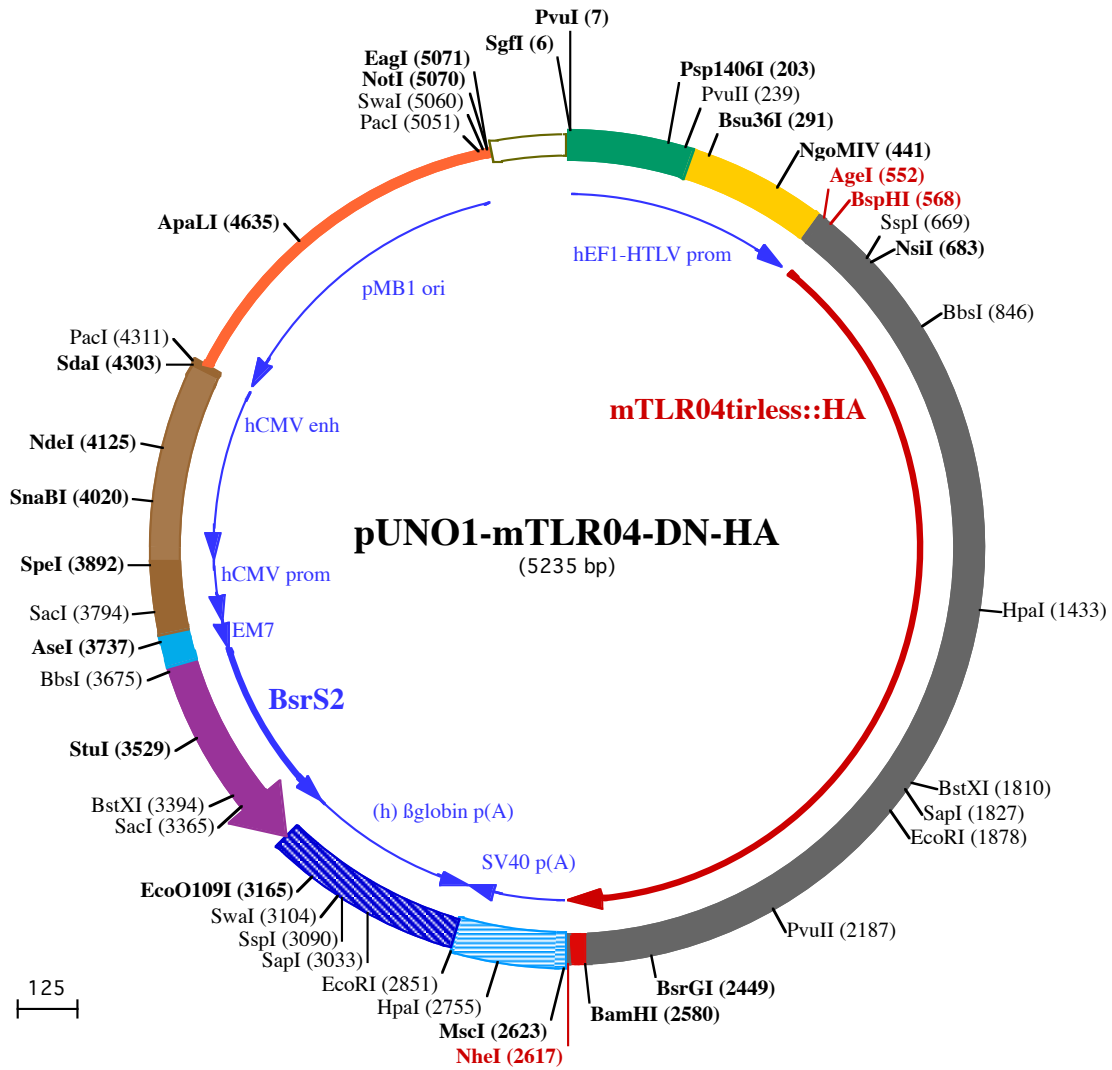 PvuI (7)
SgfI (6)
EagI (5071)
NotI (5070)
SwaI (5060)
PacI (5051)
Psp1406I (203)
PvuII (239)
Bsu36I (291)
NgoMIV (441)
AgeI (552)
BspHI (568)
SspI (669)
NsiI (683)
ApaLI (4635)
hEF1-HTLV prom
pMB1 ori
BbsI (846)
PacI (4311)
SdaI (4303)
mTLR04tirless::HA
hCMV enh
NdeI (4125)
SnaBI (4020)
pUNO1-mTLR04-DN-HA
(5235 bp)
SpeI (3892)
hCMV prom
SacI (3794)
HpaI (1433)
EM7
AseI (3737)
BbsI (3675)
BsrS2
StuI (3529)
BstXI (1810)
BstXI (3394)
SapI (1827)
(h) ßglobin p(A)
SacI (3365)
EcoRI (1878)
SV40 p(A)
EcoO109I (3165)
SwaI (3104)
PvuII (2187)
SspI (3090)
SapI (3033)
EcoRI (2851)
BsrGI (2449)
125
HpaI (2755)
BamHI (2580)
MscI (2623)
NheI (2617)